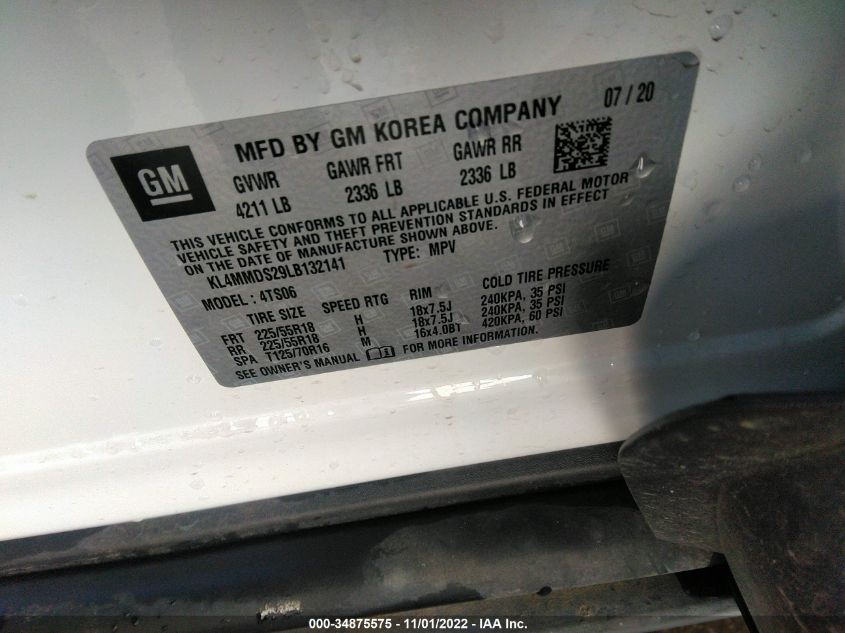 MFD BY GM KOREA COMPANY 07 / 20
GM
GVWR GAWR FRT GAWR RR
4211 LB 2336 LB 2336 LB
THIS VEHICLE CONFORMS TO ALL APPLICABLE U.S. FEDERAL MOTOR
VEHICLE SAFETY AND THEFT PREVENTION STANDARDS IN EFFECT
ON THE DATE OF MANUFACTURE SHOWN ABOVE.
KL4MMDS29LB132141 TYPE: MPV
MODEL: 4TS06
TIRE SIZE SPEED RTG RIM COLD TIRE PRESSURE
FRT 225/55R18 H 18x7.5J 240KPA, 35 PSI
RR 225/55R18 H 18x7.5J 240KPA, 35 PSI
SPA T125/70R16 M 16x4.0BT 420KPA, 60 PSI
SEE OWNER'S MANUAL FOR MORE INFORMATION.
000-34875575 - 11/01/2022 - IAA Inc.